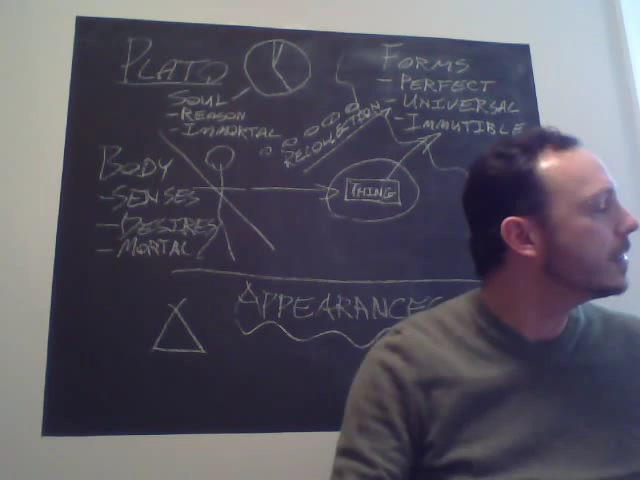 PLATO
SOUL
-REASON
-IMMORTAL
RECOLLECTION
FORMS
- PERFECT
- UNIVERSAL
- IMMUTIBLE
BODY
-SENSES
-DESIRES
- MORTAL
THING
APPEARANCES